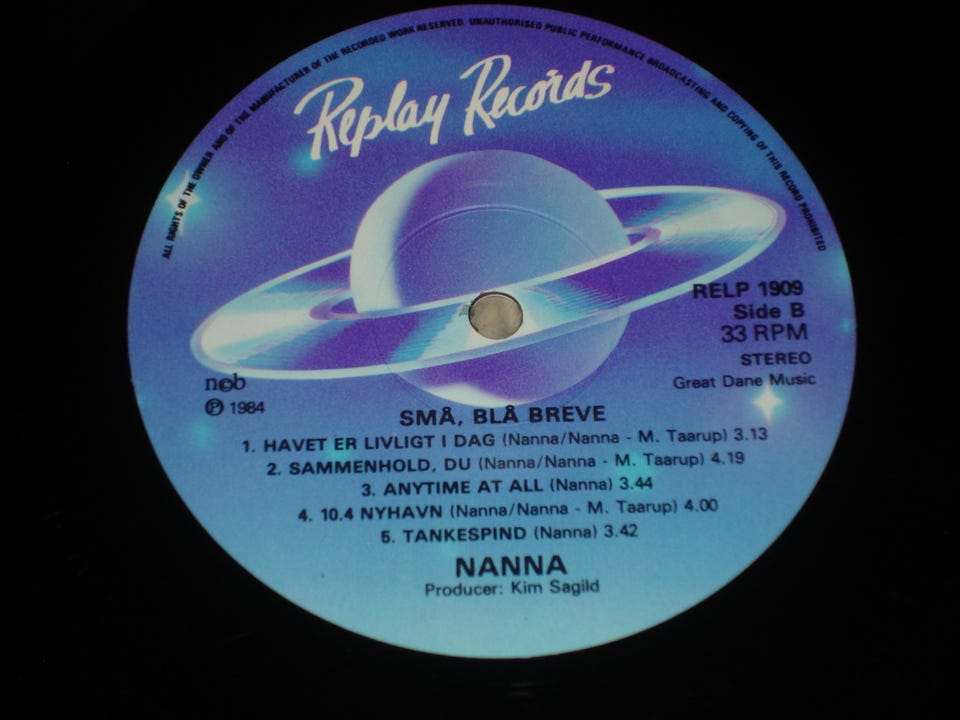 ALL RIGHTS OF THE OWNER AND OF THE MANUFACTURER OF THE RECORDED WORK RESERVED. UNAUTHORISED PUBLIC PERFORMANCE BROADCASTING AND COPYING OF THIS RECORD PROHIBITED
Replay Records
RELP 1909
Side B
33 RPM
STEREO
Great Dane Music
n©b
℗ 1984
SMÅ, BLÅ BREVE
1. HAVET ER LIVLIGT I DAG (Nanna/Nanna - M. Taarup) 3.13
2. SAMMENHOLD, DU (Nanna/Nanna - M. Taarup) 4.19
3. ANYTIME AT ALL (Nanna) 3.44
4. 10.4 NYHAVN (Nanna/Nanna - M. Taarup) 4.00
5. TANKESPIND (Nanna) 3.42
NANNA
Producer: Kim Sagild